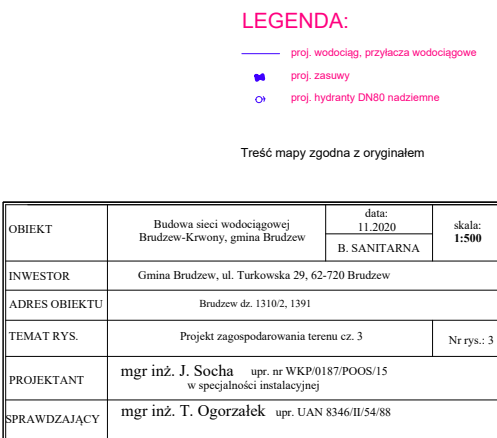 LEGENDA:
proj. wodociąg, przyłacza wodociągowe
proj. zasuwy
proj. hydranty DN80 nadziemne
Treść mapy zgodna z oryginałem
OBIEKT
Budowa sieci wodociągowej
Brudzew-Krwony, gmina Brudzew
data:
11.2020
B. SANITARNA
skala:
1:500
INWESTOR
Gmina Brudzew, ul. Turkowska 29, 62-720 Brudzew
ADRES OBIEKTU
Brudzew dz. 1310/2, 1391
TEMAT RYS.
Projekt zagospodarowania terenu cz. 3
Nr rys.: 3
PROJEKTANT
mgr inż. J. Socha upr. nr WKP/0187/POOS/15
w specjalności instalacyjnej
SPRAWDZAJĄCY
mgr inż. T. Ogorzałek upr. UAN 8346/II/54/88